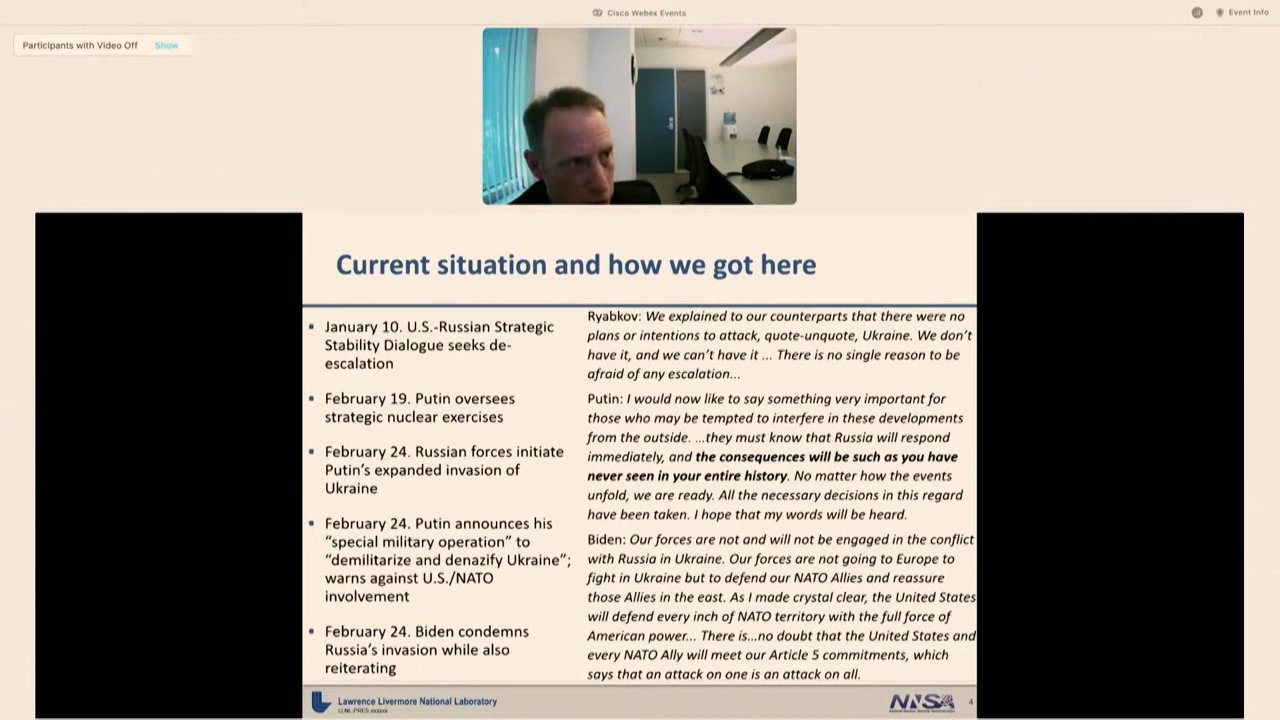 Cisco Webex Events
Event Info
Participants with Video Off Show
Current situation and how we got here
January 10. U.S.-Russian Strategic
Stability Dialogue seeks de-
escalation
February 19. Putin oversees
strategic nuclear exercises
February 24. Russian forces initiate
Putin's expanded invasion of
Ukraine
February 24. Putin announces his
“special military operation” to
“demilitarize and denazify Ukraine”;
warns against U.S./NATO
involvement
February 24. Biden condemns
Russia's invasion while also
reiterating
Ryabkov: We explained to our counterparts that there were no
plans or intentions to attack, quote-unquote, Ukraine. We don't
have it, and we can't have it ... There is no single reason to be
afraid of any escalation...
Putin: I would now like to say something very important for
those who may be tempted to interfere in these developments
from the outside. ...they must know that Russia will respond
immediately, and the consequences will be such as you have
never seen in your entire history. No matter how the events
unfold, we are ready. All the necessary decisions in this regard
have been taken. I hope that my words will be heard.
Biden: Our forces are not and will not be engaged in the conflict
with Russia in Ukraine. Our forces are not going to Europe to
fight in Ukraine but to defend our NATO Allies and reassure
those Allies in the east. As I made crystal clear, the United States
will defend every inch of NATO territory with the full force of
American power... There is...no doubt that the United States and
every NATO Ally will meet our Article 5 commitments, which
says that an attack on one is an attack on all.
Lawrence Livermore National Laboratory
LLNL-PRES-xxxxxx
NNSA
4